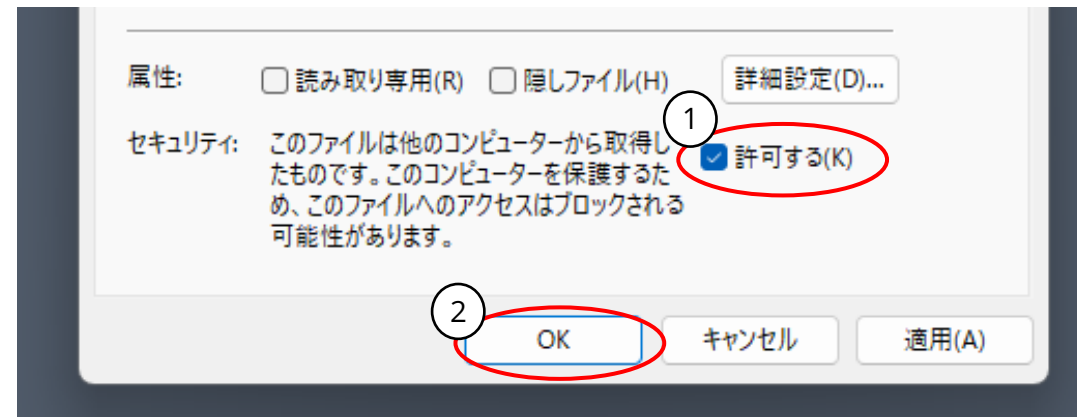 属性:
読み取り専用(R)
隠しファイル(H)
詳細設定(D)...
1
セキュリティ:
このファイルは他のコンピューターから取得し
たものです。このコンピューターを保護するた
め、このファイルへのアクセスはブロックされる
可能性があります。
許可する(K)
2
OK
キャンセル
適用(A)